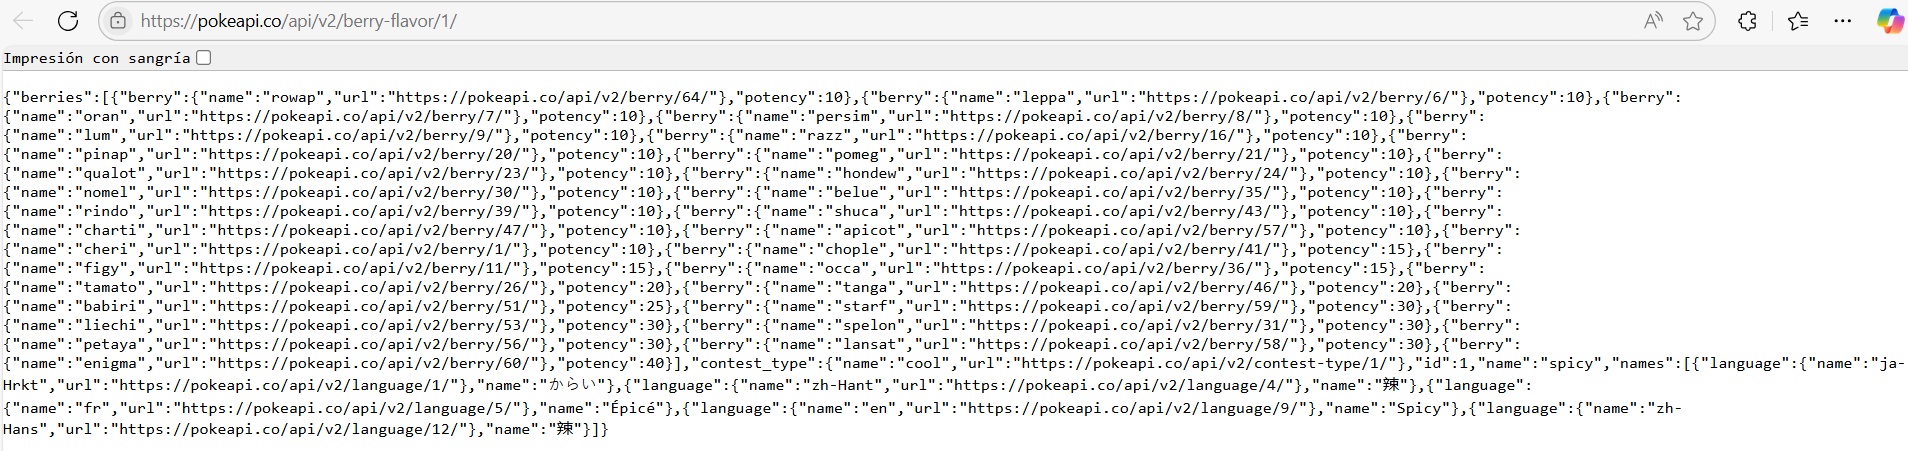 https://pokeapi.co/api/v2/berry-flavor/1/
Impresión con sangría
{"berries":[{"berry":{"name":"rowap","url":"https://pokeapi.co/api/v2/berry/64/"},"potency":10},{"berry":{"name":"leppa","url":"https://pokeapi.co/api/v2/berry/6/"},"potency":10},{"berry":
{"name":"oran","url":"https://pokeapi.co/api/v2/berry/7/"},"potency":10},{"berry":{"name":"persim","url":"https://pokeapi.co/api/v2/berry/8/"},"potency":10},{"berry":
{"name":"lum","url":"https://pokeapi.co/api/v2/berry/9/"},"potency":10},{"berry":{"name":"razz","url":"https://pokeapi.co/api/v2/berry/16/"},"potency":10},{"berry":
{"name":"pinap","url":"https://pokeapi.co/api/v2/berry/20/"},"potency":10},{"berry":{"name":"pomeg","url":"https://pokeapi.co/api/v2/berry/21/"},"potency":10},{"berry":
{"name":"qualot","url":"https://pokeapi.co/api/v2/berry/23/"},"potency":10},{"berry":{"name":"hondew","url":"https://pokeapi.co/api/v2/berry/24/"},"potency":10},{"berry":
{"name":"nomel","url":"https://pokeapi.co/api/v2/berry/30/"},"potency":10},{"berry":{"name":"belue","url":"https://pokeapi.co/api/v2/berry/35/"},"potency":10},{"berry":
{"name":"rindo","url":"https://pokeapi.co/api/v2/berry/39/"},"potency":10},{"berry":{"name":"shuca","url":"https://pokeapi.co/api/v2/berry/43/"},"potency":10},{"berry":
{"name":"charti","url":"https://pokeapi.co/api/v2/berry/47/"},"potency":10},{"berry":{"name":"apicot","url":"https://pokeapi.co/api/v2/berry/57/"},"potency":10},{"berry":
{"name":"cheri","url":"https://pokeapi.co/api/v2/berry/1/"},"potency":10},{"berry":{"name":"chople","url":"https://pokeapi.co/api/v2/berry/41/"},"potency":15},{"berry":
{"name":"figy","url":"https://pokeapi.co/api/v2/berry/11/"},"potency":15},{"berry":{"name":"occa","url":"https://pokeapi.co/api/v2/berry/36/"},"potency":15},{"berry":
{"name":"tamato","url":"https://pokeapi.co/api/v2/berry/26/"},"potency":20},{"berry":{"name":"tanga","url":"https://pokeapi.co/api/v2/berry/46/"},"potency":20},{"berry":
{"name":"babiri","url":"https://pokeapi.co/api/v2/berry/51/"},"potency":25},{"berry":{"name":"starf","url":"https://pokeapi.co/api/v2/berry/59/"},"potency":30},{"berry":
{"name":"liechi","url":"https://pokeapi.co/api/v2/berry/53/"},"potency":30},{"berry":{"name":"spelon","url":"https://pokeapi.co/api/v2/berry/31/"},"potency":30},{"berry":
{"name":"petaya","url":"https://pokeapi.co/api/v2/berry/56/"},"potency":30},{"berry":{"name":"lansat","url":"https://pokeapi.co/api/v2/berry/58/"},"potency":30},{"berry":
{"name":"enigma","url":"https://pokeapi.co/api/v2/berry/60/"},"potency":40}],"contest_type":{"name":"cool","url":"https://pokeapi.co/api/v2/contest-type/1/"},"id":1,"name":"spicy","names":[{"language":{"name":"ja-
Hrkt","url":"https://pokeapi.co/api/v2/language/1/"},"name":"からい"},{"language":{"name":"zh-Hant","url":"https://pokeapi.co/api/v2/language/4/"},"name":"辣"},{"language":
{"name":"fr","url":"https://pokeapi.co/api/v2/language/5/"},"name":"Épicé"},{"language":{"name":"en","url":"https://pokeapi.co/api/v2/language/9/"},"name":"Spicy"},{"language":{"name":"zh-
Hans","url":"https://pokeapi.co/api/v2/language/12/"},"name":"辣"}]}